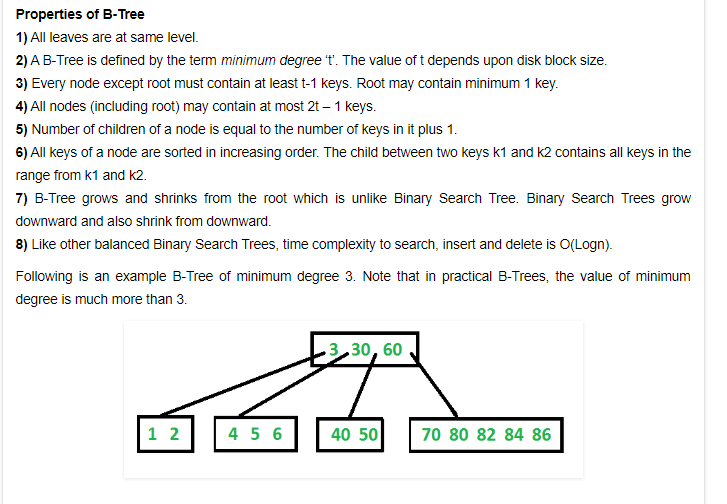 Properties of B-Tree
1) All leaves are at same level.
2) A B-Tree is defined by the term minimum degree ‘t’. The value of t depends upon disk block size.
3) Every node except root must contain at least t-1 keys. Root may contain minimum 1 key.
4) All nodes (including root) may contain at most 2t – 1 keys.
5) Number of children of a node is equal to the number of keys in it plus 1.
6) All keys of a node are sorted in increasing order. The child between two keys k1 and k2 contains all keys in the
range from k1 and k2.
7) B-Tree grows and shrinks from the root which is unlike Binary Search Tree. Binary Search Trees grow
downward and also shrink from downward.
8) Like other balanced Binary Search Trees, time complexity to search, insert and delete is O(Logn).
Following is an example B-Tree of minimum degree 3. Note that in practical B-Trees, the value of minimum
degree is much more than 3.
3 30, 60
1 2
4 5 6
40 50
70 80 82 84 86